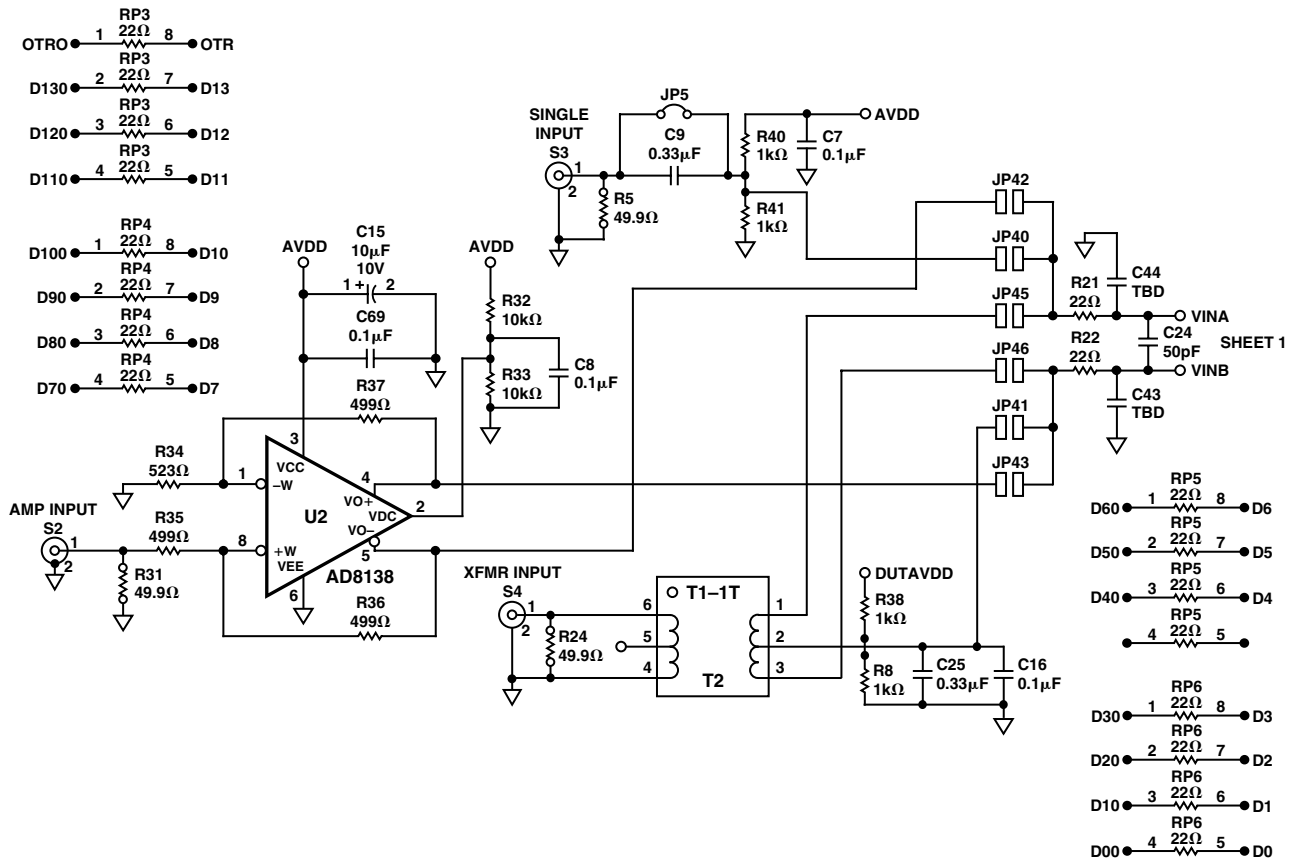 RP3
22Ω
OTRO 1 8 OTR
RP3
22Ω
D130 2 7 D13
RP3
22Ω
D120 3 6 D12
RP3
22Ω
D110 4 5 D11
RP4
22Ω
D100 1 8 D10
RP4
22Ω
D90 2 7 D9
RP4
22Ω
D80 3 6 D8
RP4
22Ω
D70 4 5 D7
SINGLE
INPUT
S3
1
2
R5
49.9Ω
JP5
C9
0.33µF
R40
1kΩ
C7
0.1µF
AVDD
R41
1kΩ
AVDD
C15
10µF
10V
1 + 2
C69
0.1µF
R37
499Ω
AVDD
R32
10kΩ
R33
10kΩ
C8
0.1µF
R34
523Ω
AMP INPUT
S2
1
2
R35
499Ω
R31
49.9Ω
3
VCC
1
–W
4
VO+
U2
VDC
2
VO–
8
+W
VEE
5
6
AD8138
R36
499Ω
XFMR INPUT
S4
1
2
R24
49.9Ω
T1–1T
6
5
4
1
2
3
T2
DUTAVDD
R38
1kΩ
R8
1kΩ
C25
0.33µF
C16
0.1µF
JP42
JP40
JP45
JP46
JP41
JP43
R21
22Ω
R22
22Ω
C44
TBD
VINA
C24
50pF
SHEET 1
VINB
C43
TBD
RP5
22Ω
D60 1 8 D6
RP5
22Ω
D50 2 7 D5
RP5
22Ω
D40 3 6 D4
RP5
22Ω
4 5
RP6
22Ω
D30 1 8 D3
RP6
22Ω
D20 2 7 D2
RP6
22Ω
D10 3 6 D1
RP6
22Ω
D00 4 5 D0